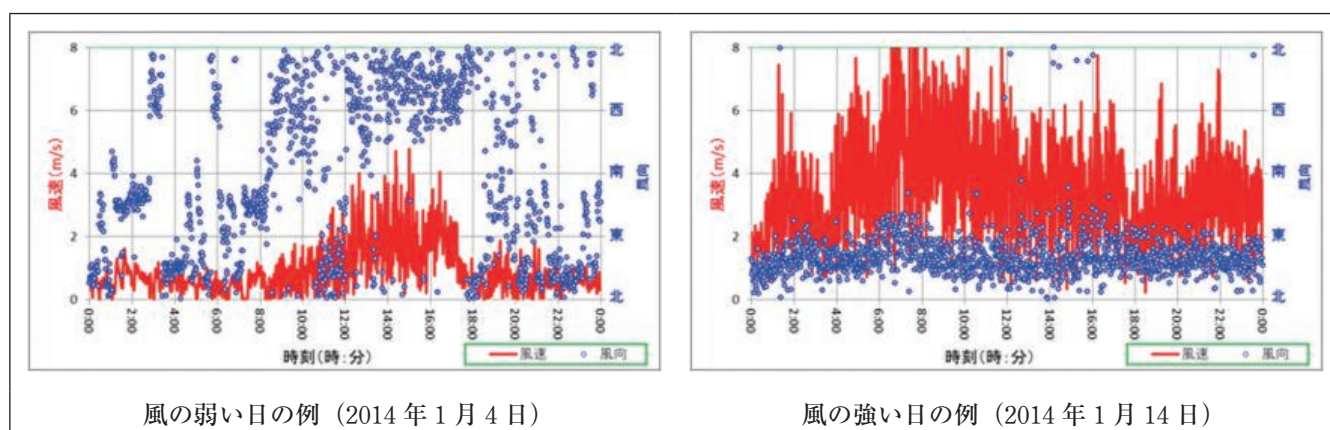 風速(m/s)
8
6
4
2
0
北
西
南
東
北
風向
0:00
2:00
4:00
6:00
8:00
10:00
12:00
14:00
16:00
18:00
20:00
22:00
0:00
時刻(時:分)
風速
風向
風の弱い日の例（2014 年 1 月 4 日）
風速(m/s)
8
6
4
2
0
北
西
南
東
北
風向
0:00
2:00
4:00
6:00
8:00
10:00
12:00
14:00
16:00
18:00
20:00
22:00
0:00
時刻(時:分)
風速
風向
風の強い日の例（2014 年 1 月 14 日）